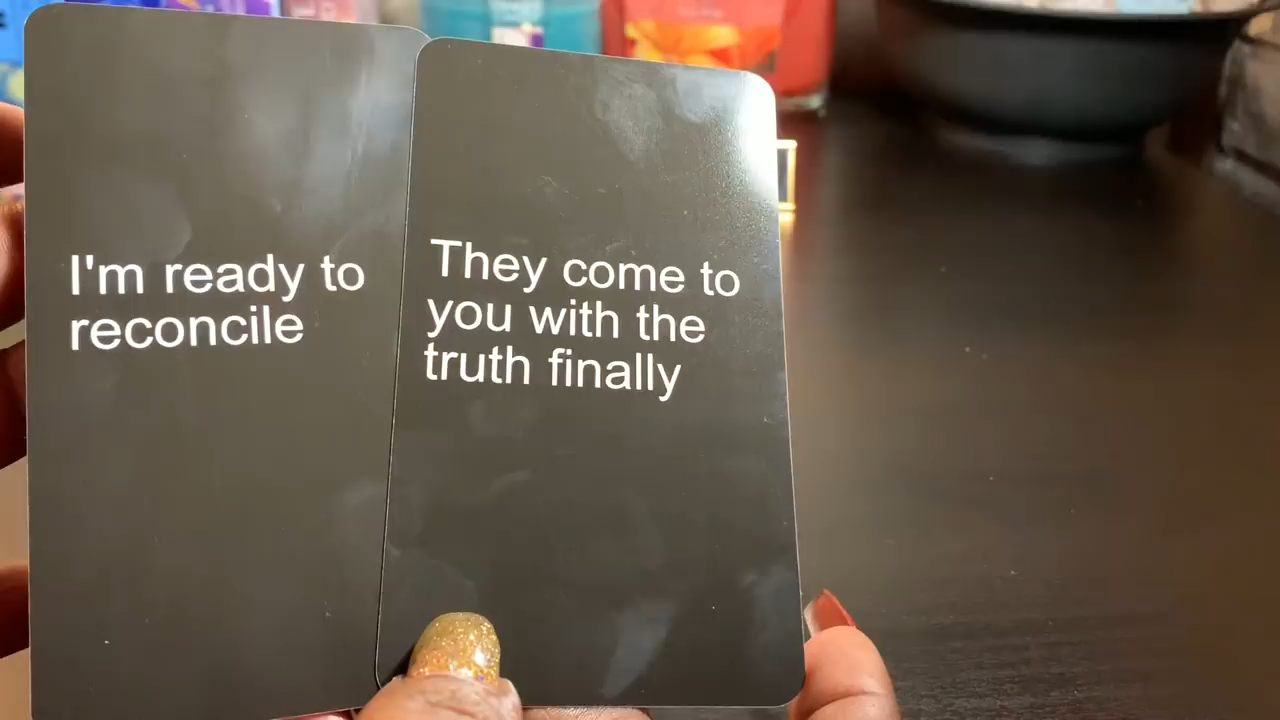 I'm ready to
reconcile
They come to
you with the
truth finally